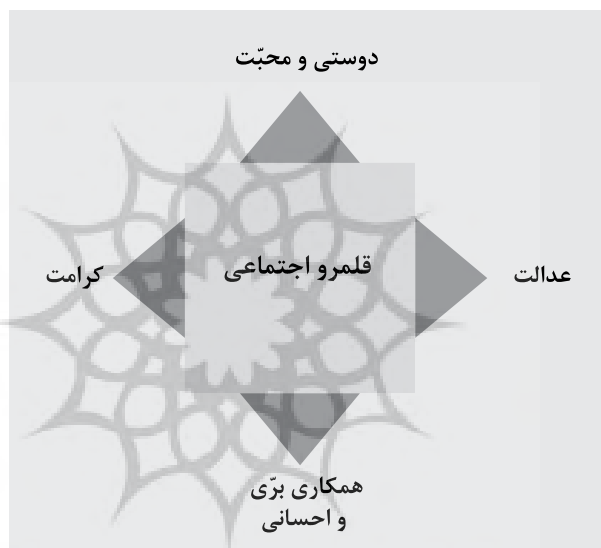 دوستی و محبّت
عدالت
قلمرو اجتماعی
کرامت
همکاری برّی
و احسانی